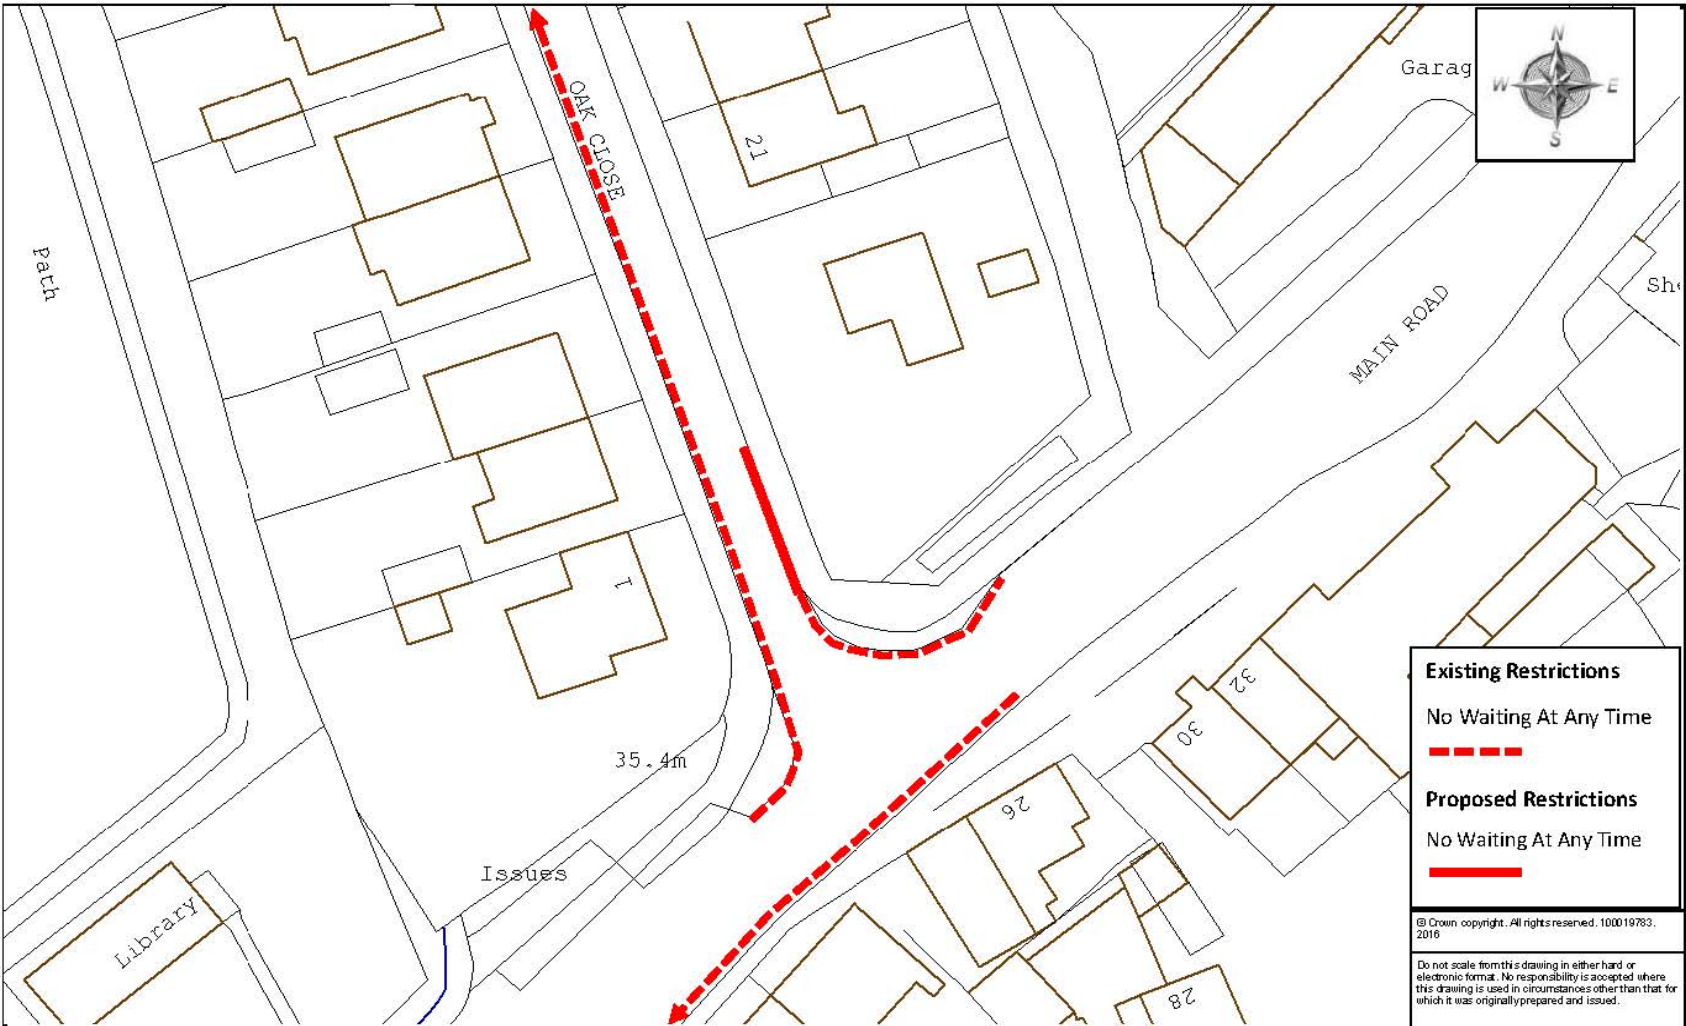 N
W
E
S
Garag
OAK CLOSE
21
Path
She
MAIN ROAD
1
35.4m
32
30
26
Issues
Library
28
Existing Restrictions
No Waiting At Any Time
Proposed Restrictions
No Waiting At Any Time
© Crown copyright. All rights reserved. 100019783.
2016
Do not scale from this drawing in either hard or
electronic format. No responsibility is accepted where
this drawing is used in circumstances other than that for
which it was originally prepared and issued.